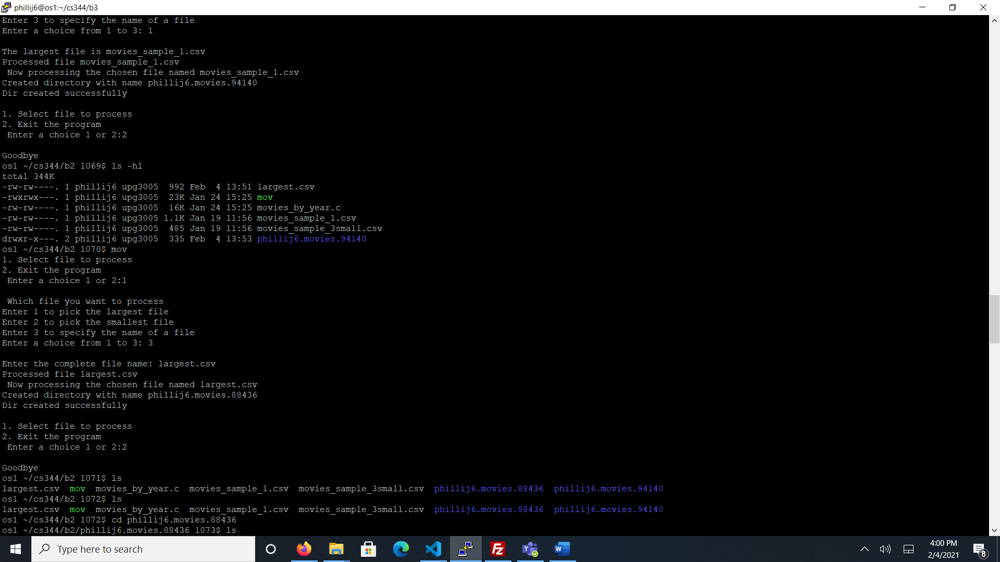 phillij6@os1:~/cs344/b3
Enter 3 to specify the name of a file
Enter a choice from 1 to 3: 1
The largest file is movies_sample_1.csv
Processed file movies_sample_1.csv
 Now processing the chosen file named movies_sample_1.csv
Created directory with name phillij6.movies.94140
Dir created successfully
1. Select file to process
2. Exit the program
 Enter a choice 1 or 2:2
Goodbye
os1 ~/cs344/b2 1069$ ls -hl
total 344K
-rw-rw----. 1 phillij6 upg3005  992 Feb  4 13:51 largest.csv
-rwxrwx---. 1 phillij6 upg3005  23K Jan 24 15:25 mov
-rw-rw----. 1 phillij6 upg3005  16K Jan 24 15:25 movies_by_year.c
-rw-rw----. 1 phillij6 upg3005 1.1K Jan 19 11:56 movies_sample_1.csv
-rw-rw----. 1 phillij6 upg3005  485 Jan 19 11:56 movies_sample_3small.csv
drwxr-x---. 2 phillij6 upg3005  335 Feb  4 13:53 phillij6.movies.94140
os1 ~/cs344/b2 1070$ mov
1. Select file to process
2. Exit the program
 Enter a choice 1 or 2:1
 Which file you want to process
Enter 1 to pick the largest file
Enter 2 to pick the smallest file
Enter 3 to specify the name of a file
Enter a choice from 1 to 3: 3
Enter the complete file name: largest.csv
Processed file largest.csv
 Now processing the chosen file named largest.csv
Created directory with name phillij6.movies.88436
Dir created successfully
1. Select file to process
2. Exit the program
 Enter a choice 1 or 2:2
Goodbye
os1 ~/cs344/b2 1071$ ls
largest.csv  mov  movies_by_year.c  movies_sample_1.csv  movies_sample_3small.csv  phillij6.movies.88436  phillij6.movies.94140
os1 ~/cs344/b2 1072$ ls
largest.csv  mov  movies_by_year.c  movies_sample_1.csv  movies_sample_3small.csv  phillij6.movies.88436  phillij6.movies.94140
os1 ~/cs344/b2 1072$ cd phillij6.movies.88436
os1 ~/cs344/b2/phillij6.movies.88436 1073$ ls
Type here to search
4:00 PM
2/4/2021
8